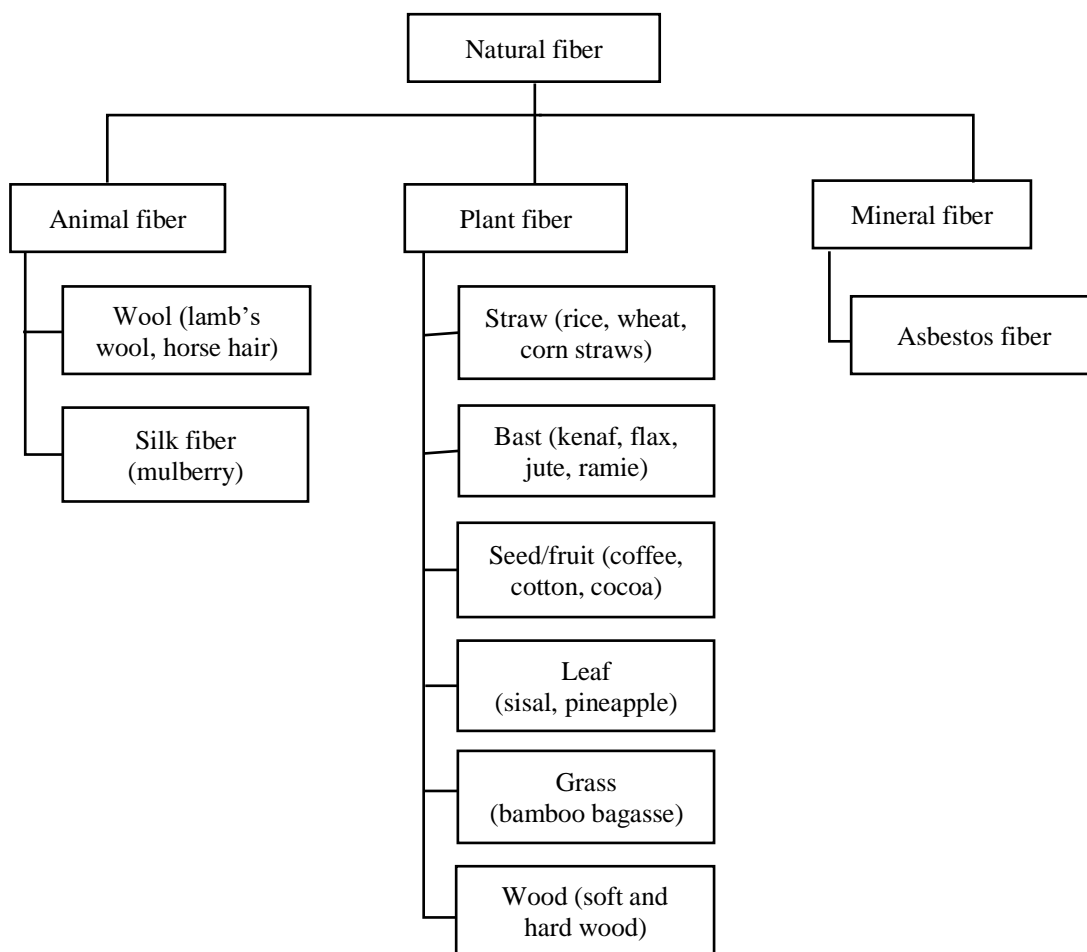 Natural fiber
Animal fiber
Wool (lamb’s
wool, horse hair)
Silk fiber
(mulberry)
Plant fiber
Straw (rice, wheat,
corn straws)
Bast (kenaf, flax,
jute, ramie)
Seed/fruit (coffee,
cotton, cocoa)
Leaf
(sisal, pineapple)
Grass
(bamboo bagasse)
Wood (soft and
hard wood)
Mineral fiber
Asbestos fiber